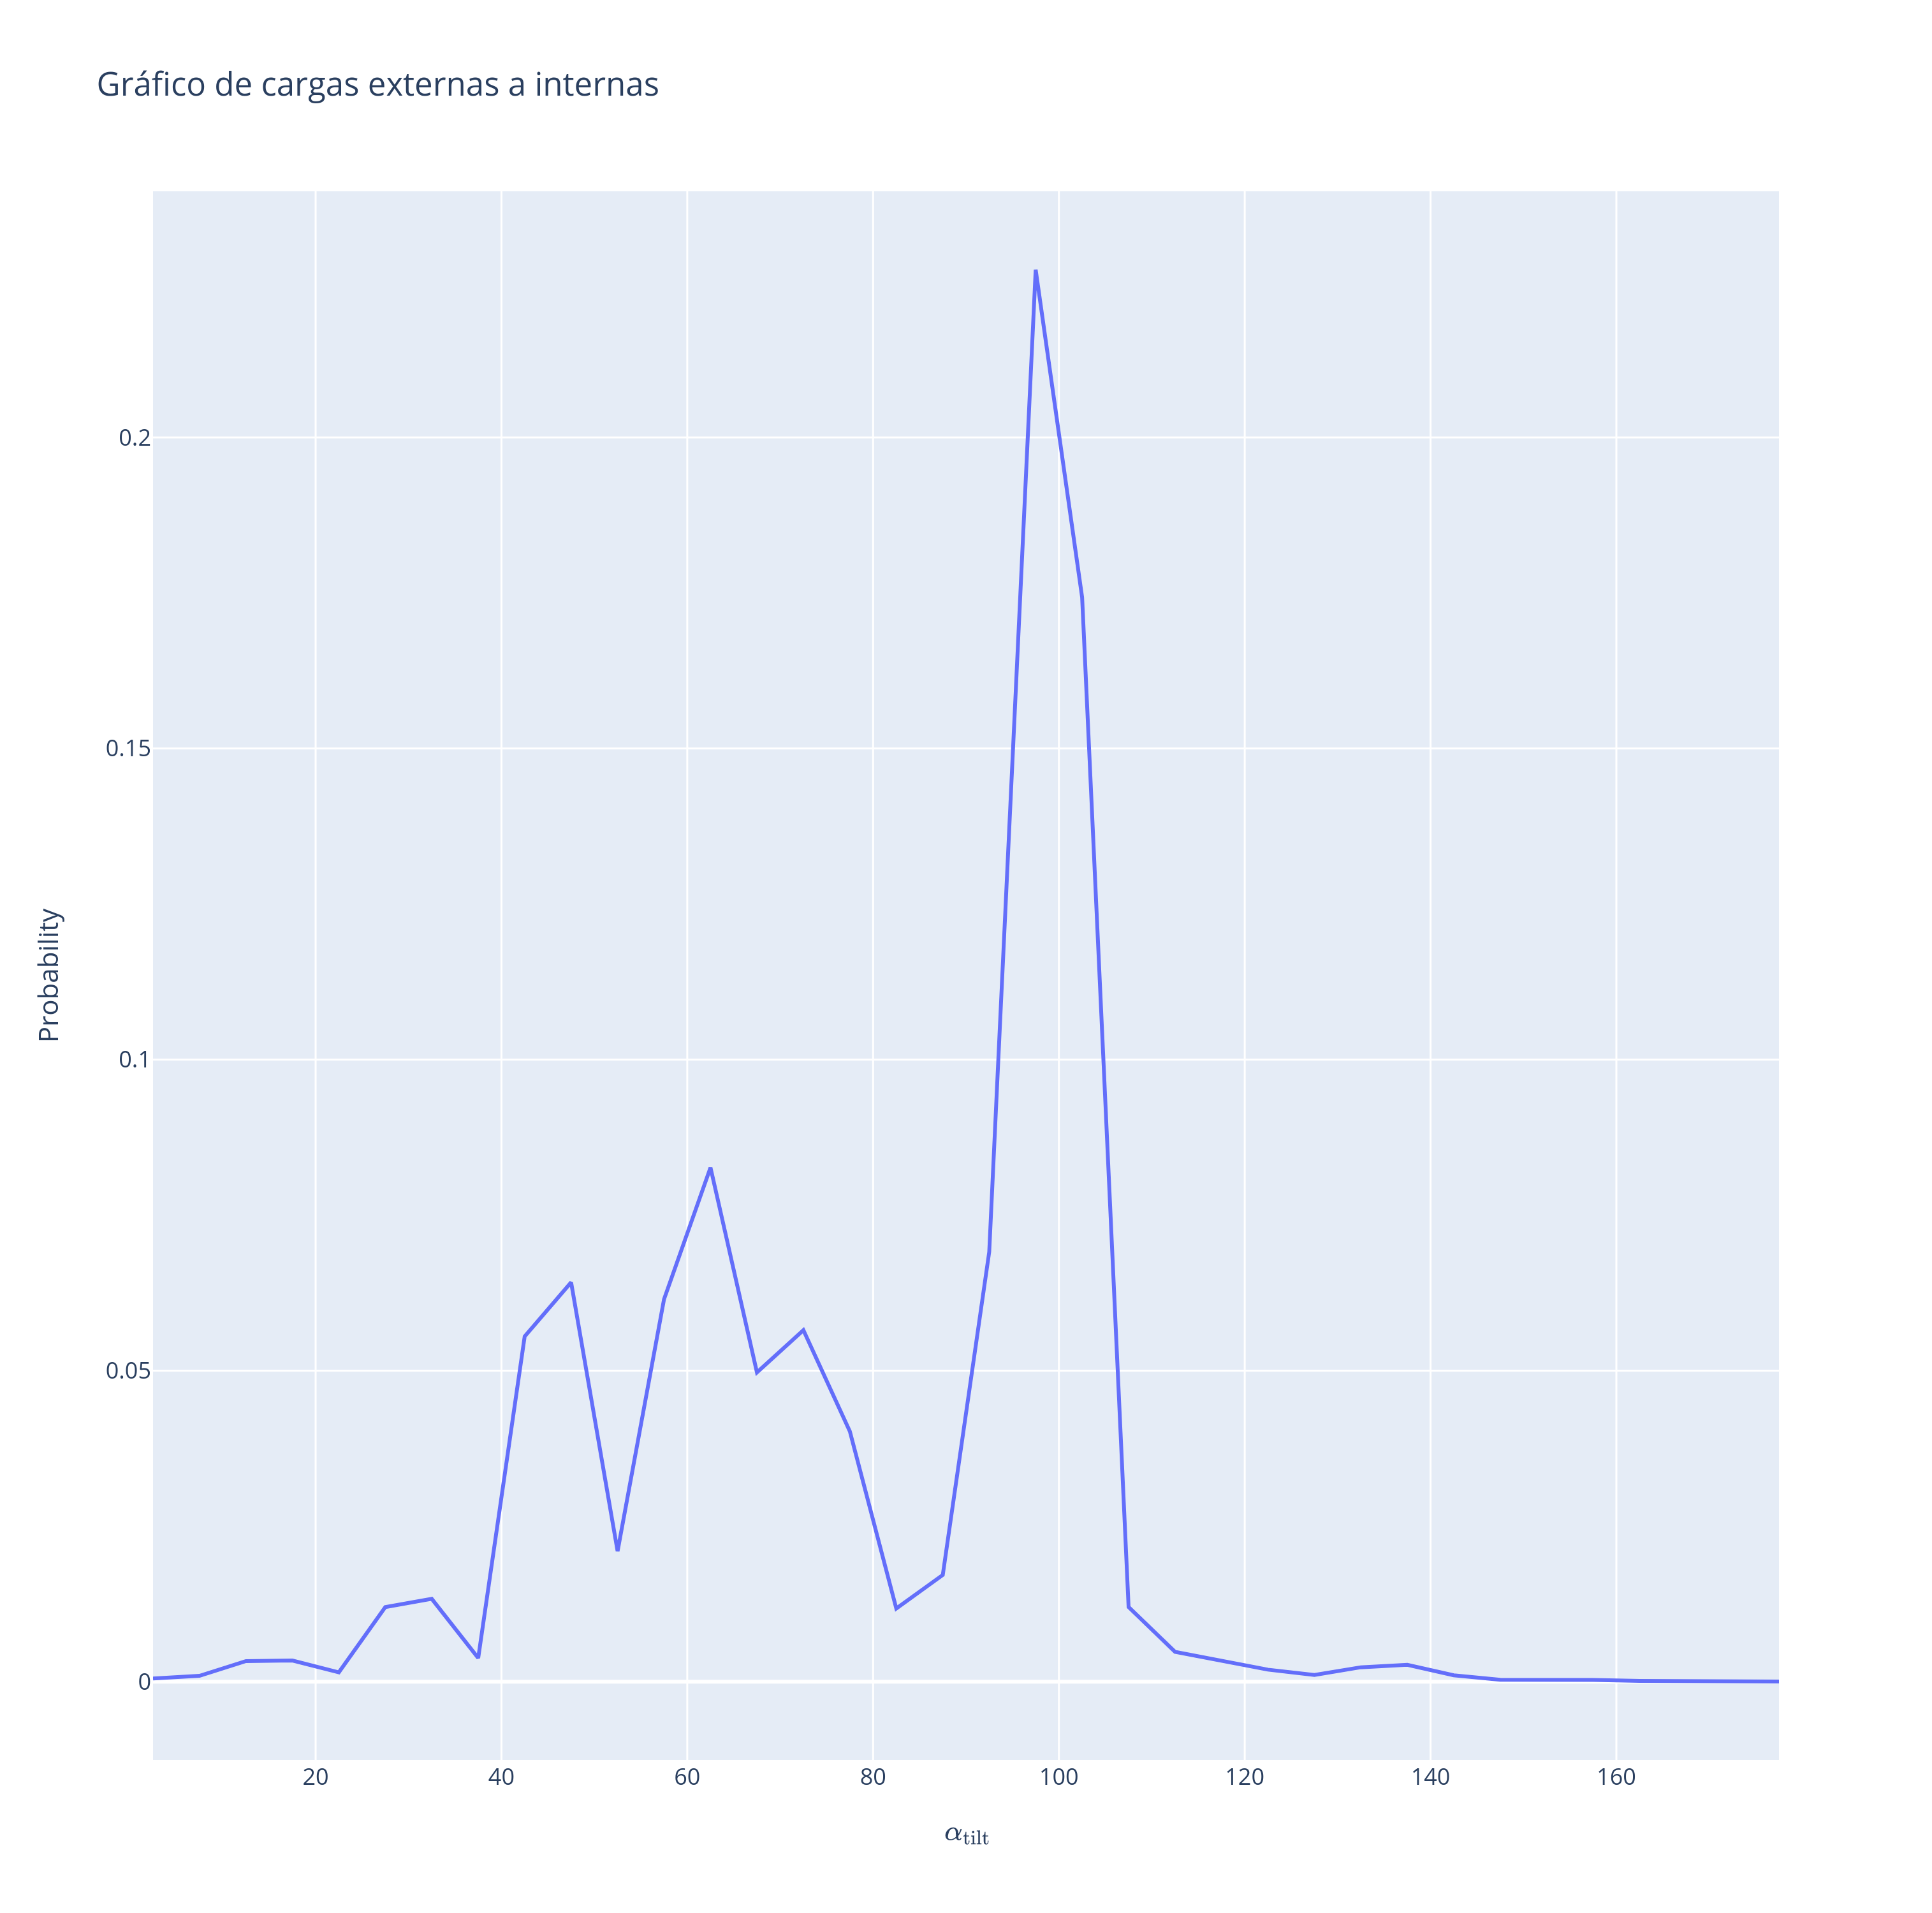 Gráfico de cargas externas a internas
Probability
0.2
0.15
0.1
0.05
0
20 40 60 80 100 120 140 160
α_tilt